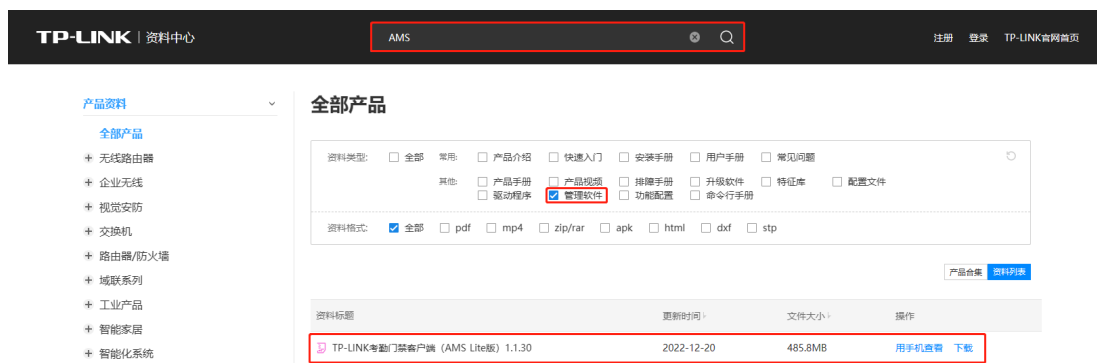 TP-LINK | 资料中心
AMS
注册 登录 TP-LINK官网首页
产品资料
全部产品
无线路由器
企业无线
视觉安防
交换机
路由器/防火墙
域联系列
工业产品
智能家居
智能化系统
全部产品
资料类型: 全部 常用: 产品介绍 快速入门 安装手册 用户手册 常见问题
其他: 产品手册 产品视频 排障手册 升级软件 特征库 配置文件
驱动程序 管理软件 功能配置 命令行手册
资料格式: 全部 pdf mp4 zip/rar apk html dxf stp
产品合集 资料列表
资料标题 更新时间 文件大小 操作
TP-LINK考勤门禁客户端（AMS Lite版）1.1.30 2022-12-20 485.8MB 用手机查看 下载